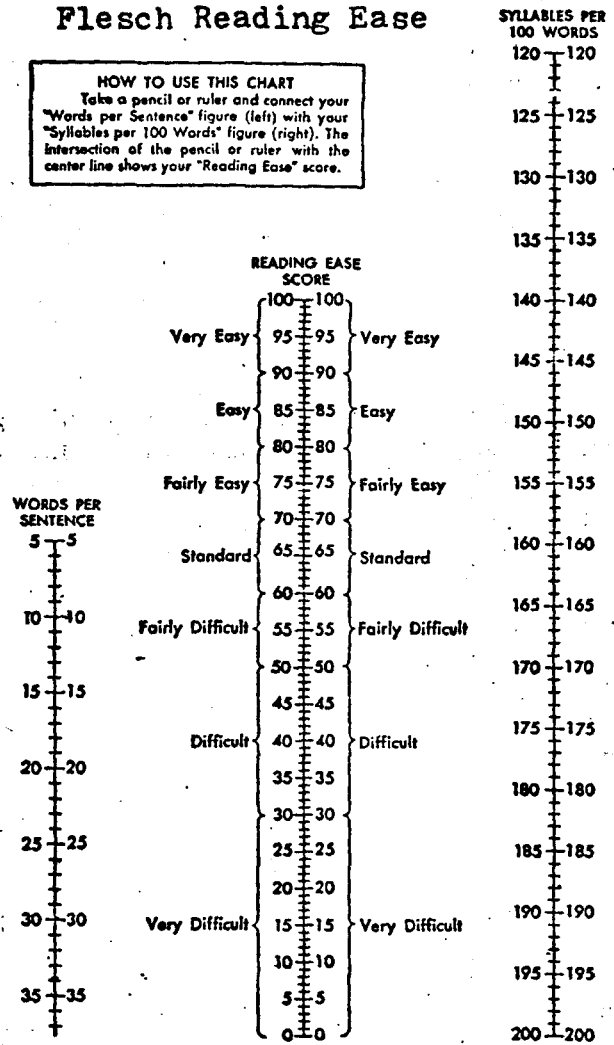 Flesch Reading Ease
HOW TO USE THIS CHART
Take a pencil or ruler and connect your
"Words per Sentence" figure (left) with your
"Syllables per 100 Words" figure (right). The
intersection of the pencil or ruler with the
center line shows your "Reading Ease" score.
WORDS PER
SENTENCE
5 5
10 10
15 15
20 20
25 25
30 30
35 35
READING EASE
SCORE
100 100
Very Easy 95 95 Very Easy
90 90
Easy 85 85 Easy
80 80
Fairly Easy 75 75 Fairly Easy
70 70
Standard 65 65 Standard
60 60
Fairly Difficult 55 55 Fairly Difficult
50 50
45 45
Difficult 40 40 Difficult
35 35
30 30
25 25
20 20
Very Difficult 15 15 Very Difficult
10 10
5 5
0 0
SYLLABLES PER
100 WORDS
120 120
125 125
130 130
135 135
140 140
145 145
150 150
155 155
160 160
165 165
170 170
175 175
180 180
185 185
190 190
195 195
200 200